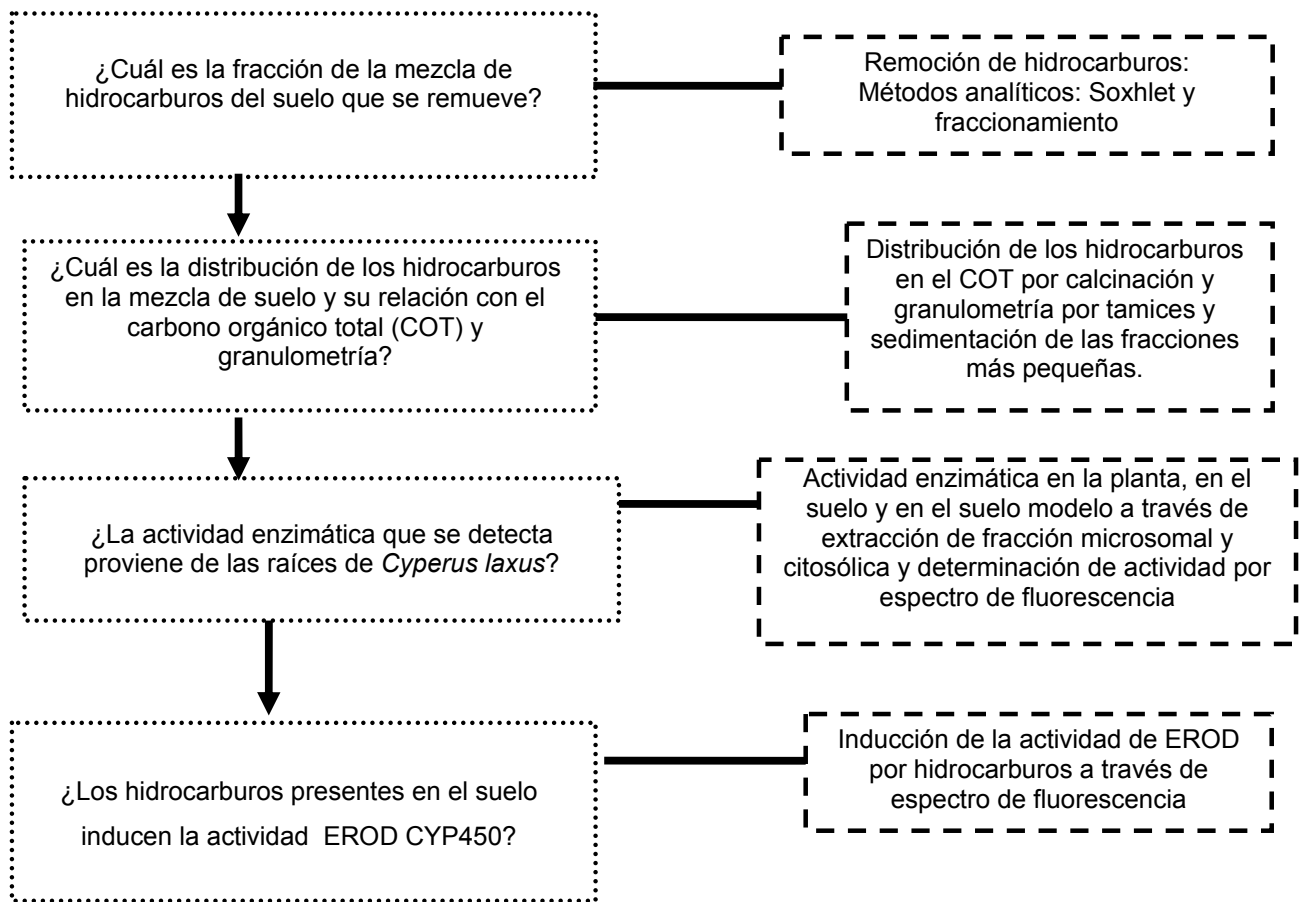 ¿Cuál es la fracción de la mezcla de
hidrocarburos del suelo que se remueve?
Remoción de hidrocarburos:
Métodos analíticos: Soxhlet y
fraccionamiento
¿Cuál es la distribución de los hidrocarburos
en la mezcla de suelo y su relación con el
carbono orgánico total (COT) y
granulometría?
Distribución de los hidrocarburos
en el COT por calcinación y
granulometría por tamices y
sedimentación de las fracciones
más pequeñas.
¿La actividad enzimática que se detecta
proviene de las raíces de Cyperus laxus?
Actividad enzimática en la planta, en el
suelo y en el suelo modelo a través de
extracción de fracción microsomal y
citosólica y determinación de actividad por
espectro de fluorescencia
¿Los hidrocarburos presentes en el suelo
inducen la actividad EROD CYP450?
Inducción de la actividad de EROD
por hidrocarburos a través de
espectro de fluorescencia